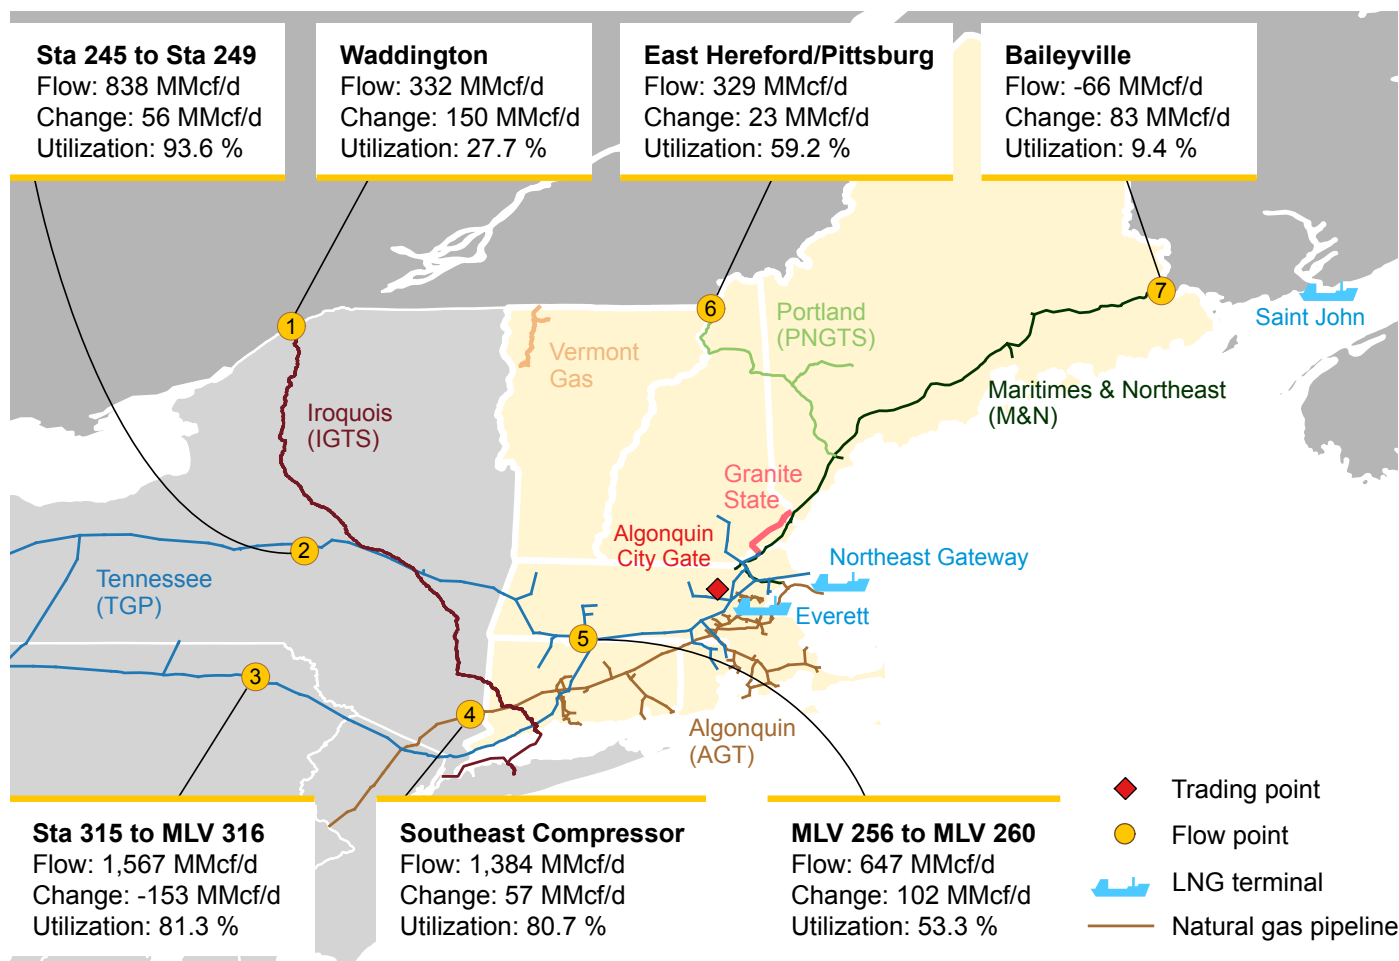 Sta 245 to Sta 249
Flow: 838 MMcf/d
Change: 56 MMcf/d
Utilization: 93.6 %
Waddington
Flow: 332 MMcf/d
Change: 150 MMcf/d
Utilization: 27.7 %
East Hereford/Pittsburg
Flow: 329 MMcf/d
Change: 23 MMcf/d
Utilization: 59.2 %
Baileyville
Flow: -66 MMcf/d
Change: 83 MMcf/d
Utilization: 9.4 %
7
6
1
Saint John
Portland
(PNGTS)
Vermont
Gas
Maritimes & Northeast
(M&N)
Iroquois
(IGTS)
Granite
State
Algonquin
City Gate
2
Northeast Gateway
Tennessee
(TGP)
Everett
5
3
4
Algonquin
(AGT)
Sta 315 to MLV 316
Flow: 1,567 MMcf/d
Change: -153 MMcf/d
Utilization: 81.3 %
Southeast Compressor
Flow: 1,384 MMcf/d
Change: 57 MMcf/d
Utilization: 80.7 %
MLV 256 to MLV 260
Flow: 647 MMcf/d
Change: 102 MMcf/d
Utilization: 53.3 %
Trading point
Flow point
LNG terminal
Natural gas pipeline